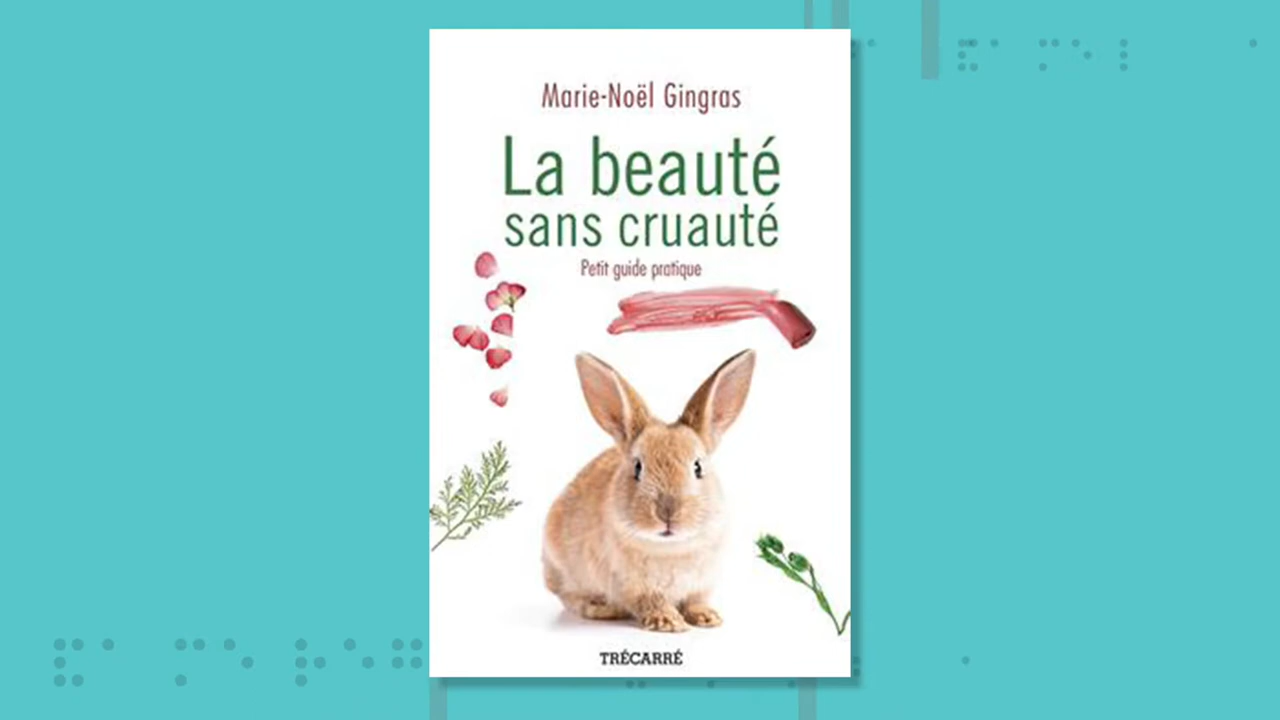 Marie-Noël Gingras
La beauté
sans cruauté
Petit guide pratique
TRÉCARRÉ